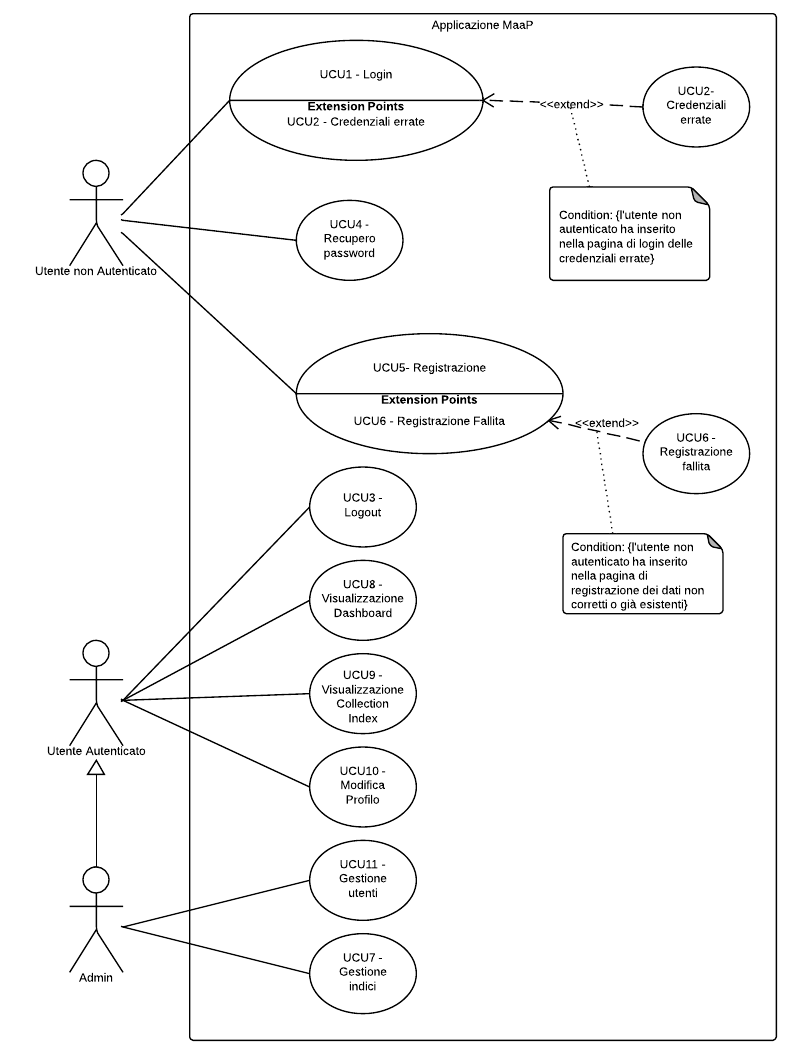 Applicazione MaaP
UCU1 - Login
Extension Points
UCU2 - Credenziali errate
<<extend>>
UCU2-
Credenziali
errate
Condition: {l'utente non
autenticato ha inserito
nella pagina di login delle
credenziali errate}
Utente non Autenticato
UCU4 -
Recupero
password
UCU5- Registrazione
Extension Points
UCU6 - Registrazione Fallita
<<extend>>
UCU6 -
Registrazione
fallita
Condition: {l'utente non
autenticato ha inserito
nella pagina di
registrazione dei dati non
corretti o già esistenti}
UCU3 -
Logout
UCU8 -
Visualizzazione
Dashboard
UCU9 -
Visualizzazione
Collection
Index
Utente Autenticato
UCU10 -
Modifica
Profilo
UCU11 -
Gestione
utenti
UCU7 -
Gestione
indici
Admin